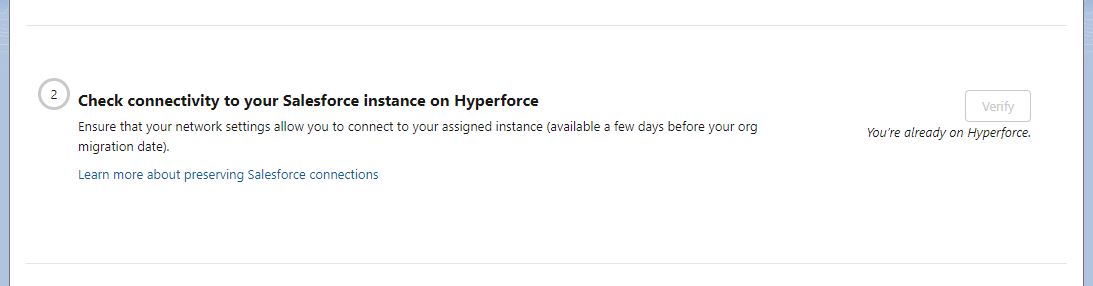 2
Check connectivity to your Salesforce instance on Hyperforce
Verify
Ensure that your network settings allow you to connect to your assigned instance (available a few days before your org
migration date).
You're already on Hyperforce.
Learn more about preserving Salesforce connections